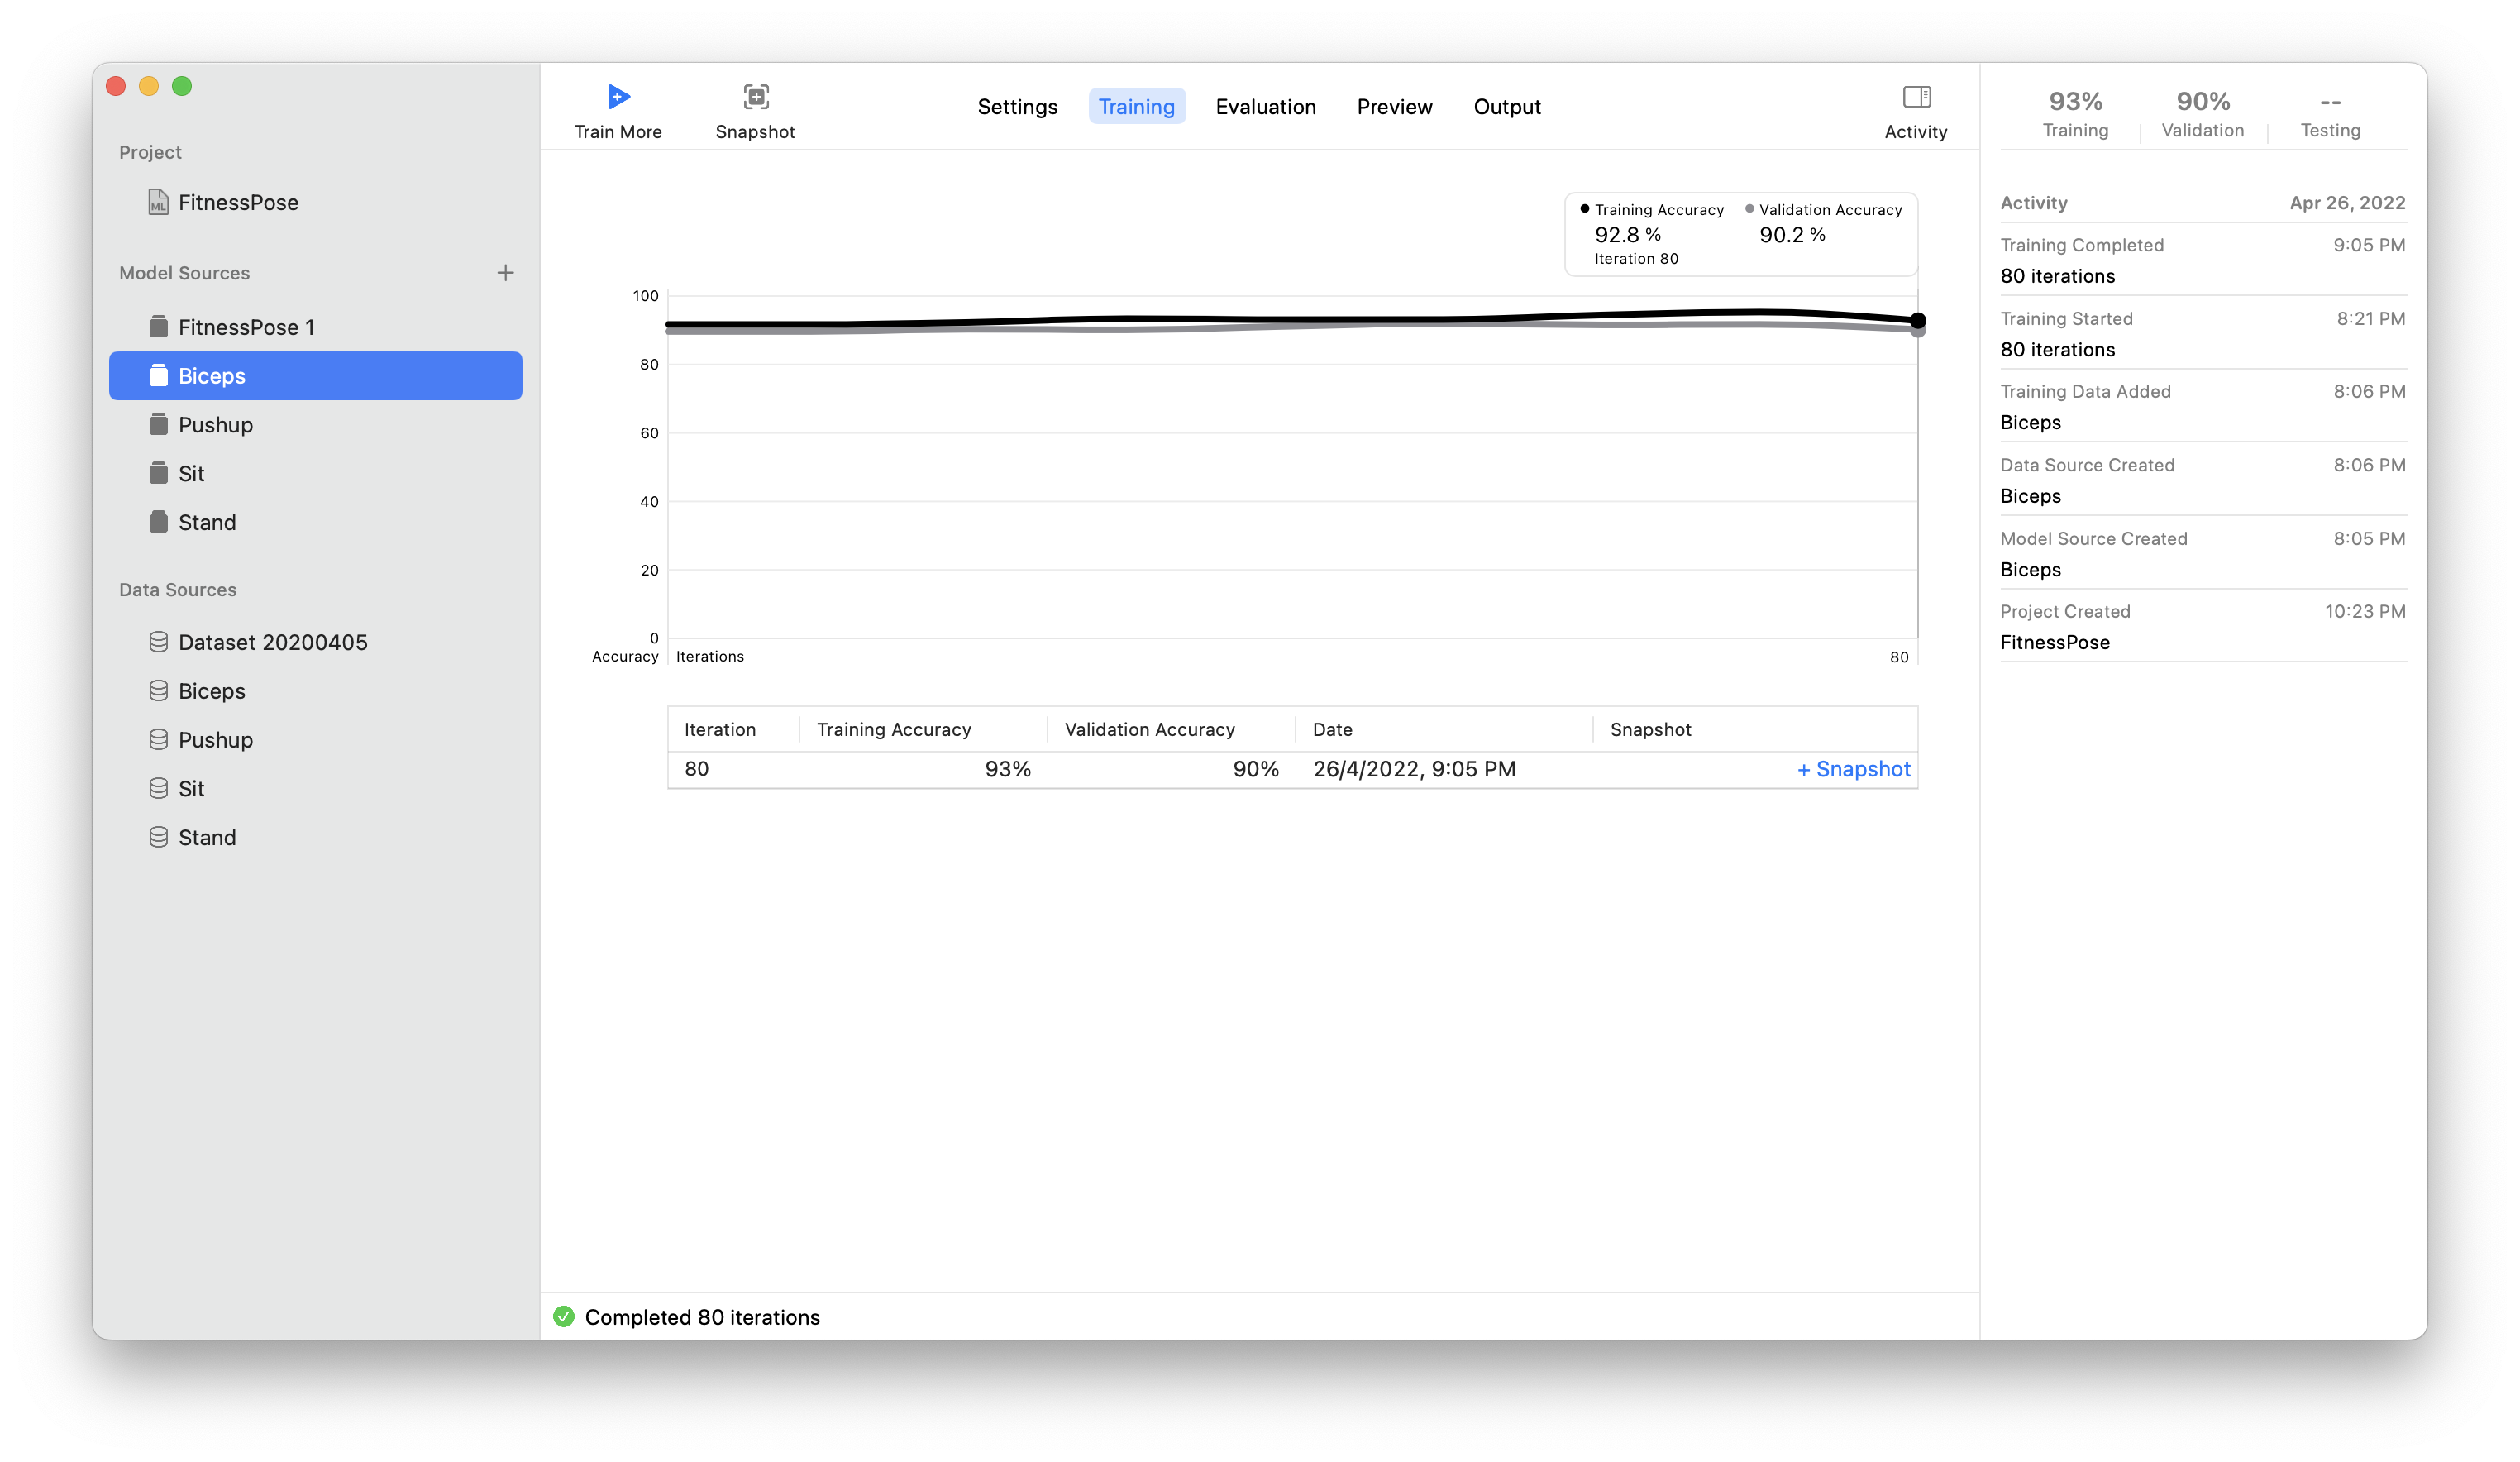 Project
ML
FitnessPose
Model Sources
FitnessPose 1
Biceps
Pushup
Sit
Stand
Data Sources
Dataset 20200405
Biceps
Pushup
Sit
Stand
Train More
Snapshot
Settings
Training
Evaluation
Preview
Output
Activity
Training Accuracy
92.8 %
Iteration 80
Validation Accuracy
90.2 %
100
80
60
40
20
0
Accuracy
Iterations
80
Iteration Training Accuracy Validation Accuracy Date Snapshot
80 93% 90% 26/4/2022, 9:05 PM + Snapshot
Completed 80 iterations
93% 90% --
Training Validation Testing
Activity Apr 26, 2022
Training Completed 9:05 PM
80 iterations
Training Started 8:21 PM
80 iterations
Training Data Added 8:06 PM
Biceps
Data Source Created 8:06 PM
Biceps
Model Source Created 8:05 PM
Biceps
Project Created 10:23 PM
FitnessPose